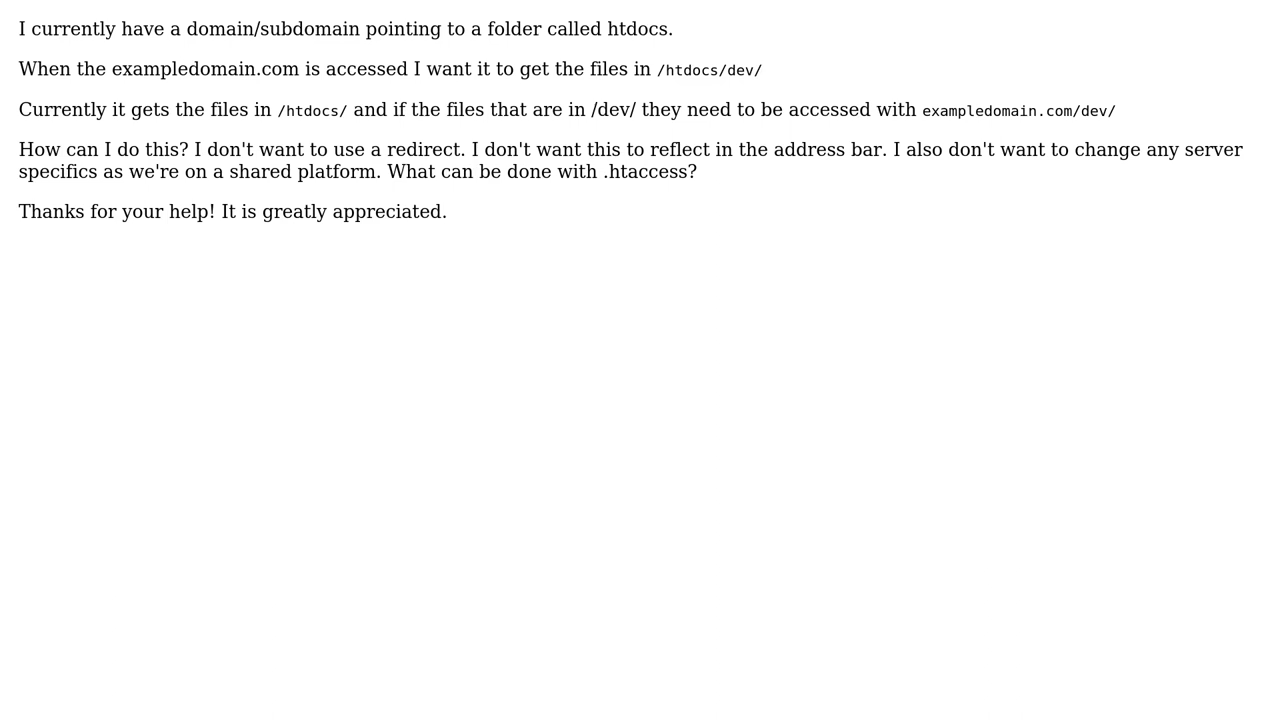 I currently have a domain/subdomain pointing to a folder called htdocs.
When the exampledomain.com is accessed I want it to get the files in /htdocs/dev/
Currently it gets the files in /htdocs/ and if the files that are in /dev/ they need to be accessed with exampledomain.com/dev/
How can I do this? I don't want to use a redirect. I don't want this to reflect in the address bar. I also don't want to change any server
specifics as we're on a shared platform. What can be done with .htaccess?
Thanks for your help! It is greatly appreciated.